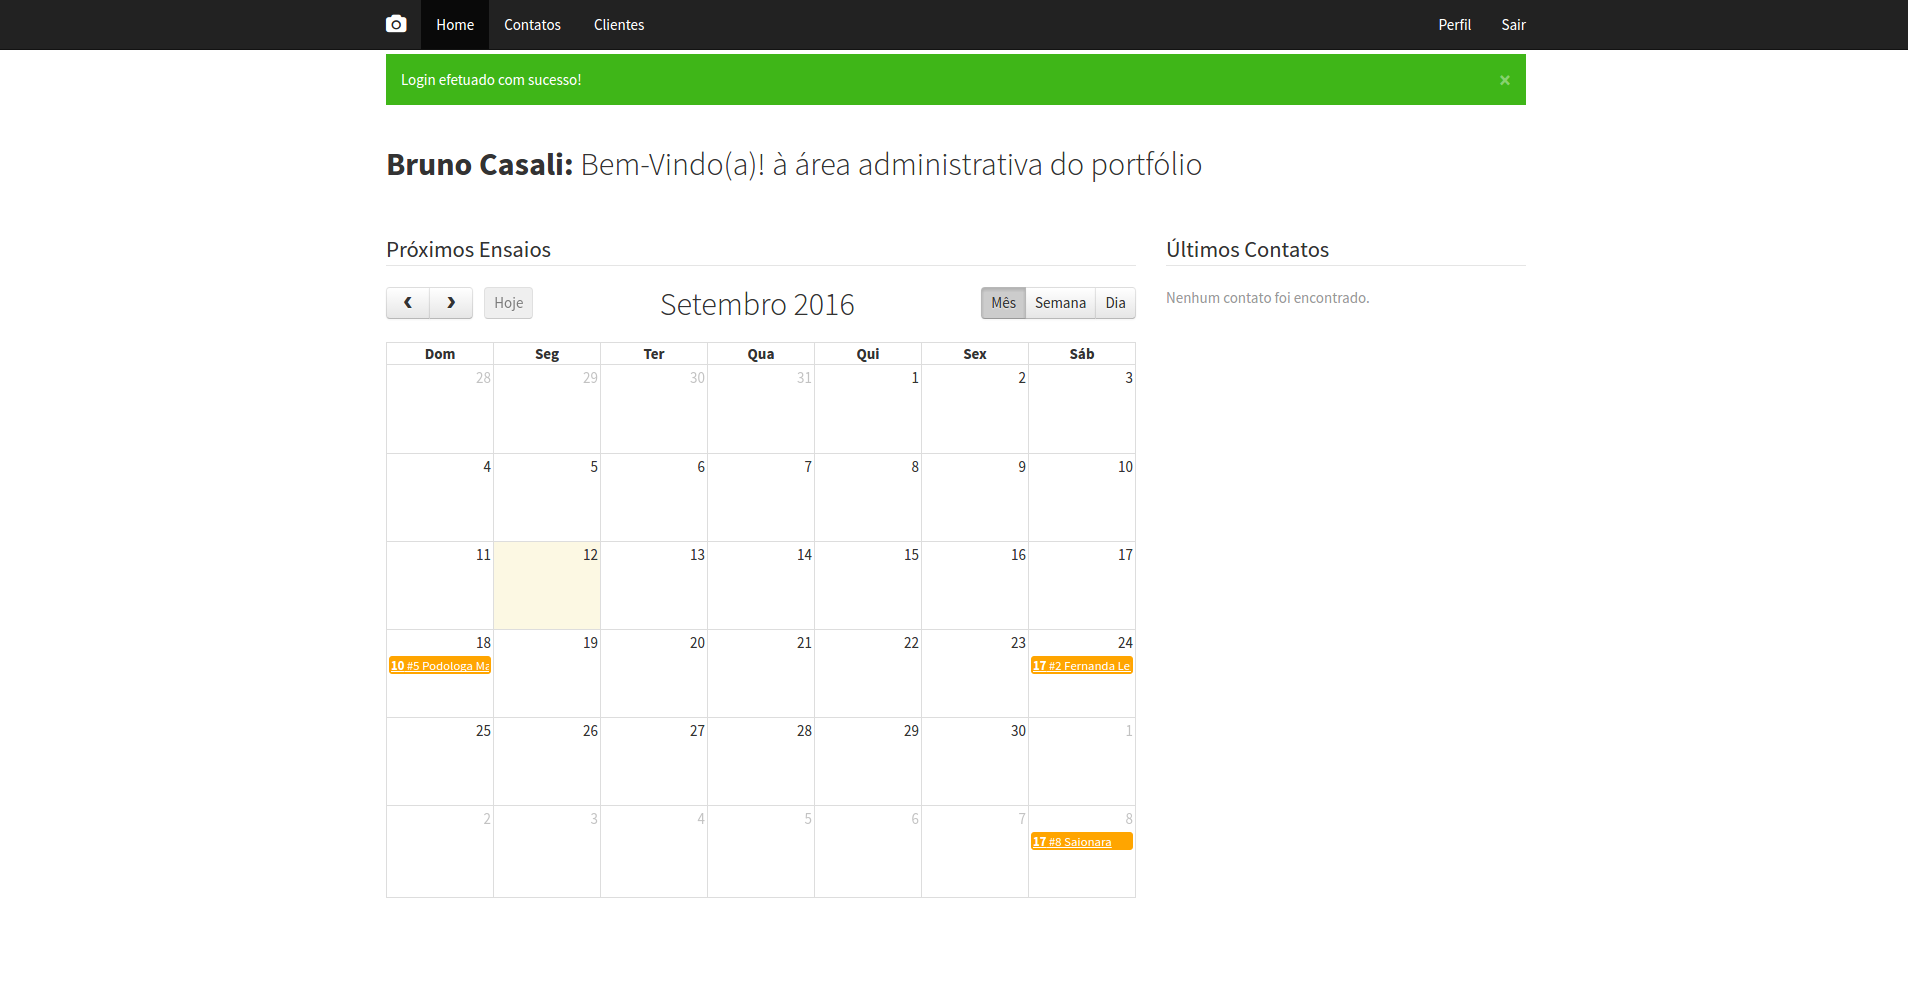 Home Contatos Clientes Perfil Sair
Login efetuado com sucesso! ×
Bruno Casali: Bem-Vindo(a)! à área administrativa do portfólio
Próximos Ensaios
Hoje
Setembro 2016
Mês Semana Dia
Dom Seg Ter Qua Qui Sex Sáb
28 29 30 31 1 2 3
4 5 6 7 8 9 10
11 12 13 14 15 16 17
18 19 20 21 22 23 24
10 #5 Podologa Ma
17 #2 Fernanda Le
25 26 27 28 29 30 1
2 3 4 5 6 7 8
17 #8 Saionara
Últimos Contatos
Nenhum contato foi encontrado.